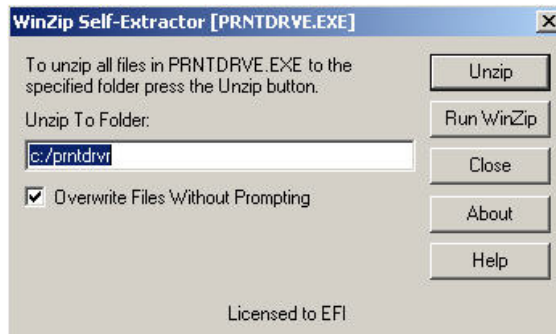 WinZip Self-Extractor [PRNTDRVE.EXE]
To unzip all files in PRNTDRVE.EXE to the
specified folder press the Unzip button.
Unzip To Folder:
c:/prntdrvr
Overwrite Files Without Prompting
Unzip
Run WinZip
Close
About
Help
Licensed to EFI